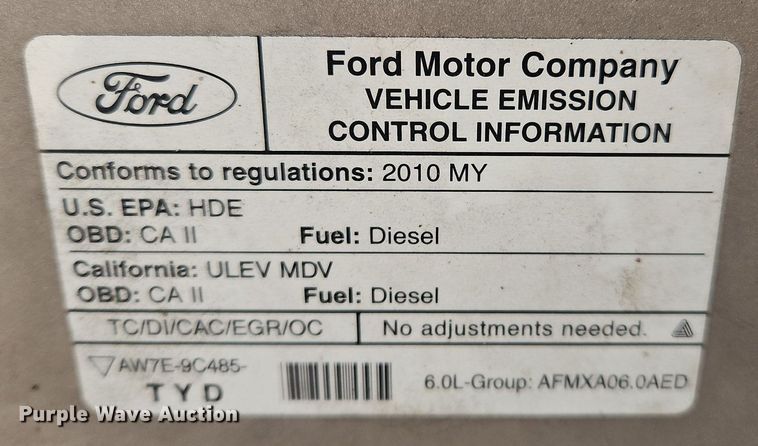 Ford
Ford Motor Company
VEHICLE EMISSION
CONTROL INFORMATION
Conforms to regulations: 2010 MY
U.S. EPA: HDE
OBD: CA II Fuel: Diesel
California: ULEV MDV
OBD: CA II Fuel: Diesel
TC/DI/CAC/EGR/OC No adjustments needed.
AW7E-9C485-
TYD
6.0L-Group: AFMXA06.0AED
Purple Wave Auction